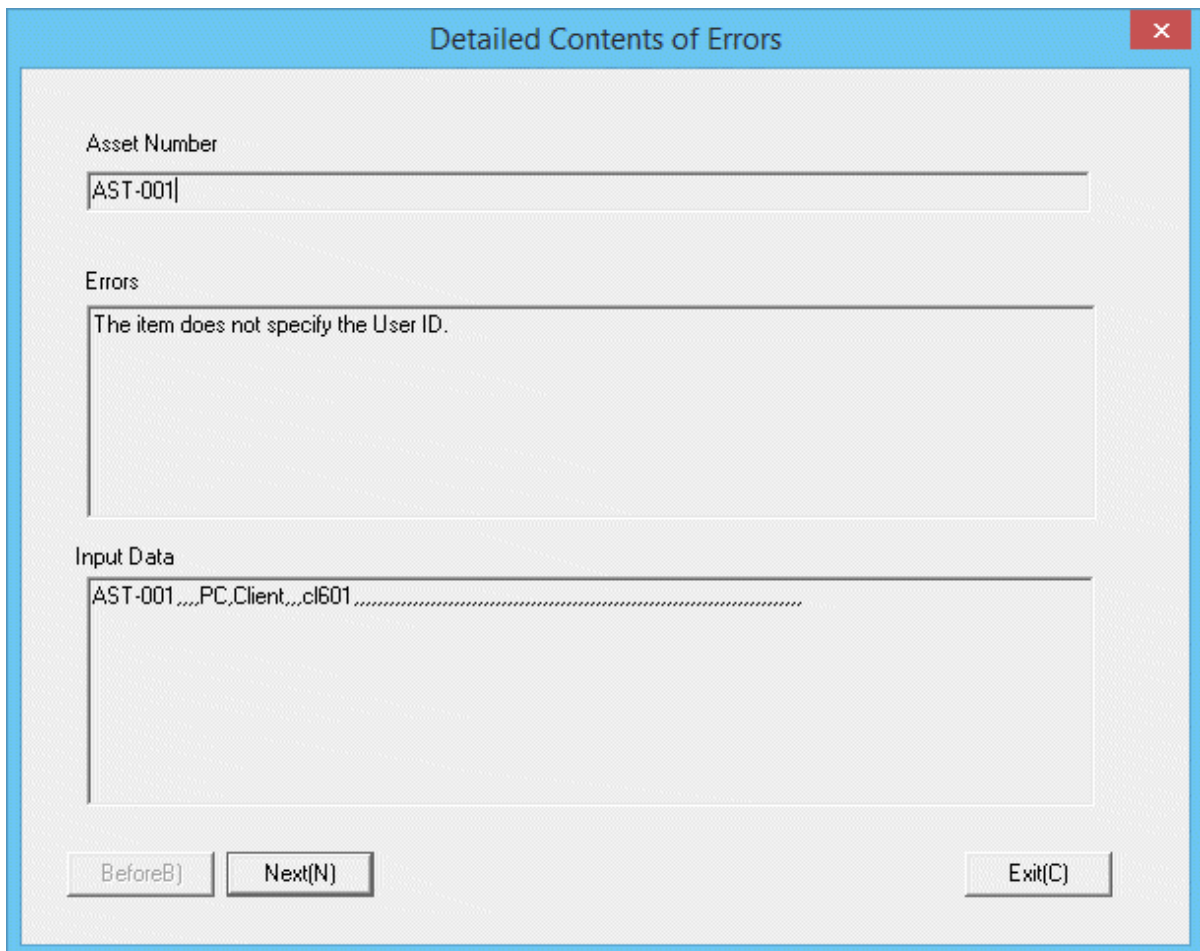 Detailed Contents of Errors
Asset Number
AST-001
Errors
The item does not specify the User ID.
Input Data
AST-001,,,,PC,Client,,,cl601,,,,,,,,,,,,,,,,,,,,,,,,,,,,,,,,,,,,,,,,,,,,,,,,,,,,,,,,,,,,,,,,,,,,,,,,,,,,,,,,,,
BeforeB)
Next(N)
Exit(C)